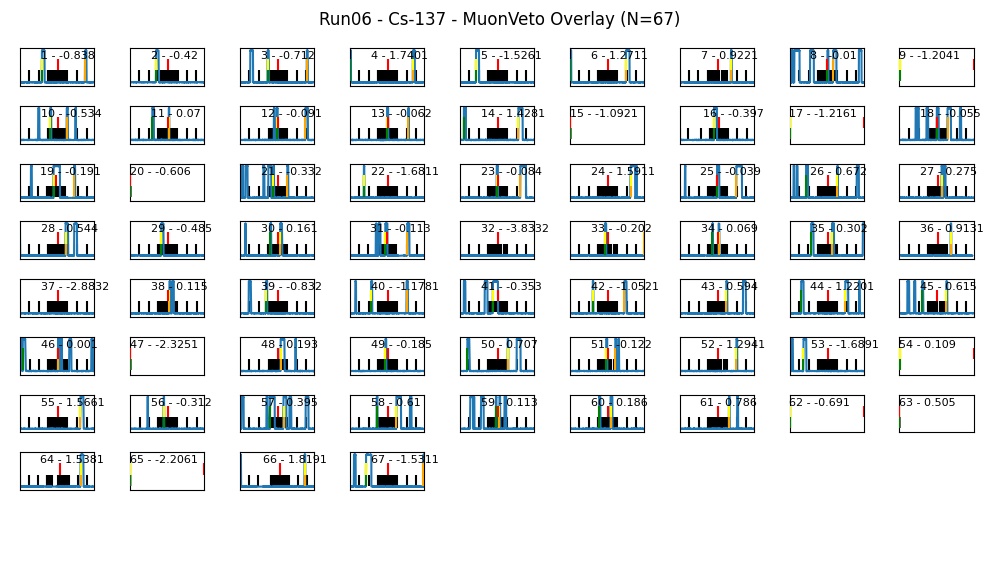 Run06 - Cs-137 - MuonVeto Overlay (N=67)
1 - -0.838 2 - -0.42 3 - -0.712 4 - 1.7401 5 - -1.5261 6 - 1.2711 7 - 0.9221 8 - 0.011 9 - -1.2041
10 - -0.534 11 - 0.07 12 - -0.091 13 - -0.062 14 - 1.4281 15 - -1.0921 16 - -0.397 17 - -1.2161 18 - -0.055
19 - -0.191 20 - -0.606 21 - -0.332 22 - -1.6811 23 - -0.084 24 - 1.5911 25 - -0.039 26 - 0.672 27 - 0.275
28 - 0.544 29 - -0.485 30 - 0.161 31 - -0.113 32 - -3.8332 33 - -0.202 34 - 0.069 35 - 0.302 36 - 0.9131
37 - -2.8832 38 - 0.115 39 - -0.832 40 - -1.1781 41 - -0.353 42 - -1.0521 43 - 0.594 44 - 1.2201 45 - 0.615
46 - 0.001 47 - -2.3251 48 - 0.193 49 - -0.185 50 - 0.707 51 - -0.122 52 - 1.2941 53 - -1.6891 54 - 0.109
55 - 1.5661 56 - -0.312 57 - 0.395 58 - 0.61 59 - 0.113 60 - 0.186 61 - 0.786 62 - -0.691 63 - 0.505
64 - 1.5381 65 - -2.2061 66 - 1.8191 67 - -1.5311